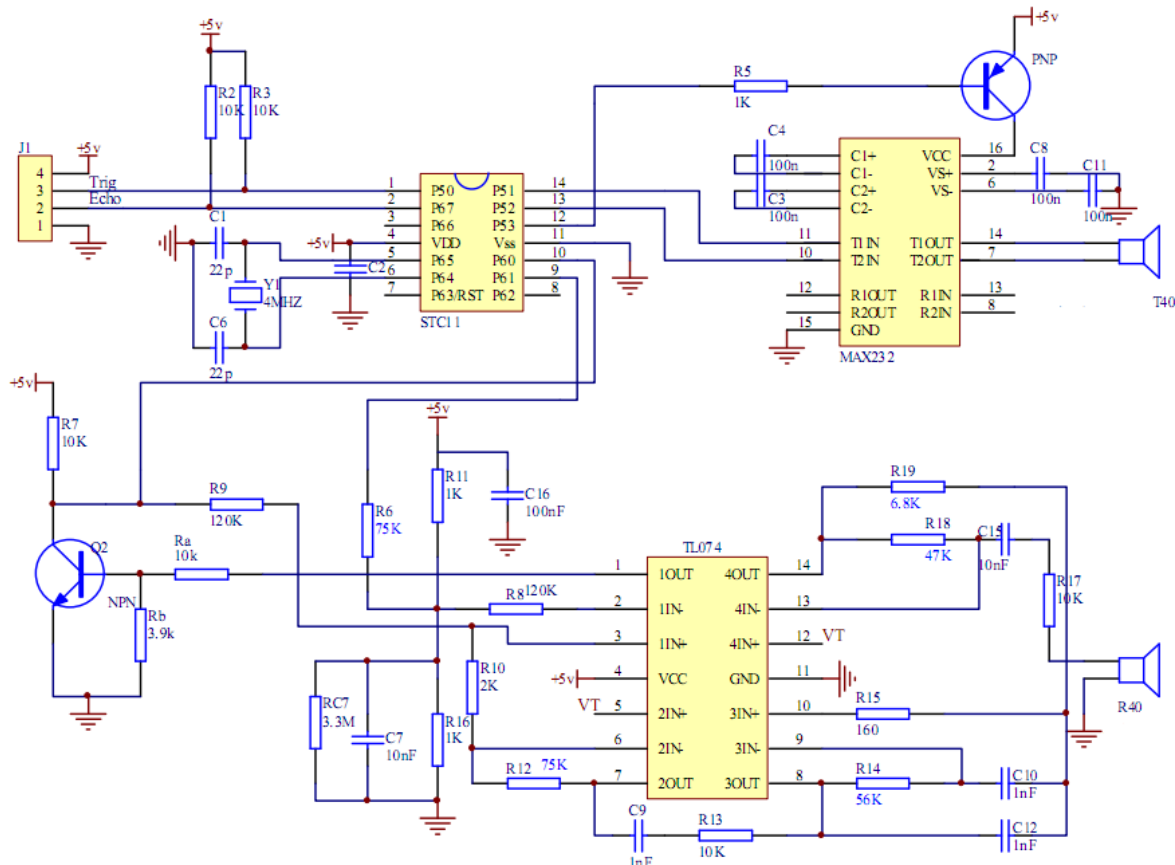 +5v
+5v
R2
10K
R3
10K
R5
1K
PNP
J1
4
3
2
1
+5v
Trig
Echo
C1
22p
Y1
4MHZ
C6
22p
+5v
C2
1 P50 P51 14
2 P67 P52 13
3 P66 P53 12
4 VDD Vss 11
5 P65 P60 10
6 P64 P61 9
7 P63/RST P62 8
STC11
C4
100n
C3
100n
C1+ VCC 16
C1- VS+ 2
C2+ VS- 6
C2-
11 T1IN T1OUT 14
10 T2IN T2OUT 7
12 R1OUT R1IN 13
R2OUT R2IN 8
15 GND
MAX232
C8
100n
C11
100n
T40
+5v
R7
10K
R9
120K
Q2
NPN
Ra
10k
Rb
3.9k
R6
75K
+5v
R11
1K
C16
100nF
R8
120K
RC7
3.3M
C7
10nF
R16
1K
R10
2K
R12
75K
+5v
VT
TL074
1 1OUT 4OUT 14
2 1IN- 4IN- 13
3 1IN+ 4IN+ 12 VT
4 VCC GND 11
5 2IN+ 3IN+ 10
6 2IN- 3IN- 9
7 2OUT 3OUT 8
R19
6.8K
R18
47K
C15
10nF
R17
10K
R40
R15
160
R14
56K
C10
1nF
C9
1nF
R13
10K
C12
1nF